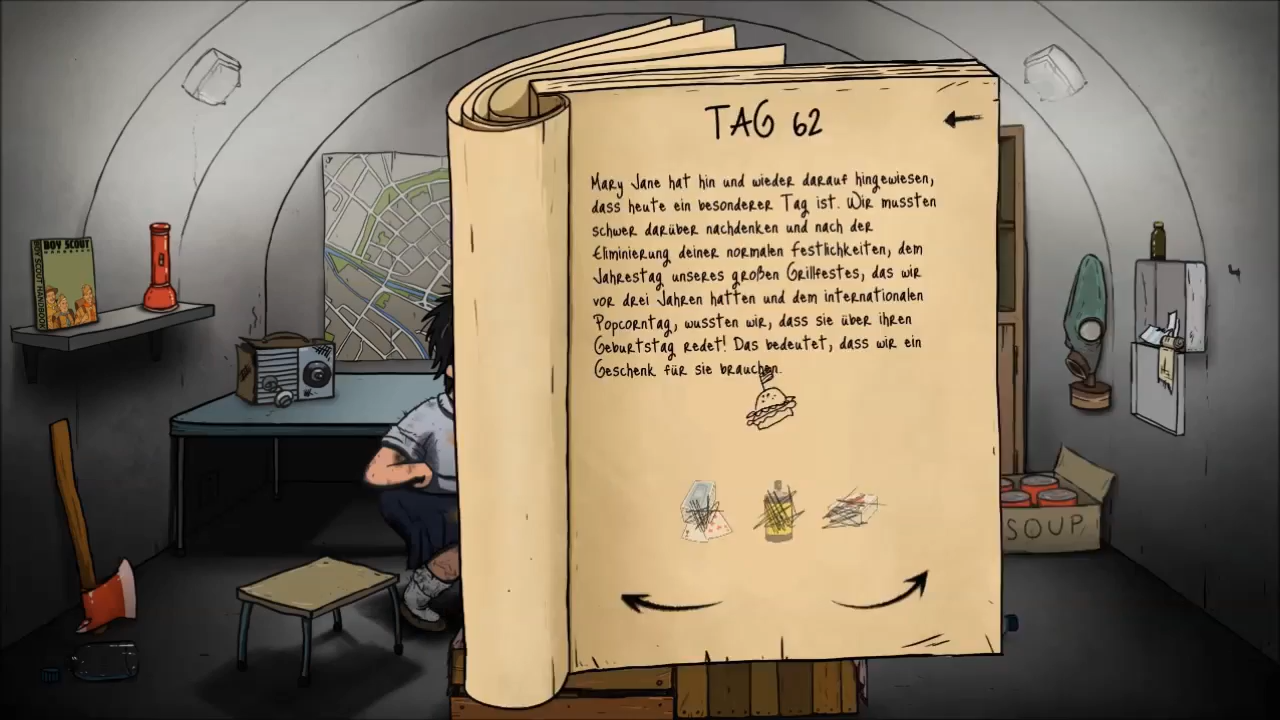 TAG 62
Mary Jane hat hin und wieder darauf hingewiesen,
dass heute ein besonderer Tag ist. Wir mussten
schwer darüber nachdenken und nach der
Eliminierung deiner normalen Festlichkeiten, dem
Jahrestag unseres großen Grillfestes, das wir
vor drei Jahren hatten und dem internationalen
Popcorntag, wussten wir, dass sie über ihren
Geburtstag redet! Das bedeutet, dass wir ein
Geschenk für sie brauchen.
BOY SCOUT
HANDBOOK
BOY SCOUT HANDBOOK
SOUP